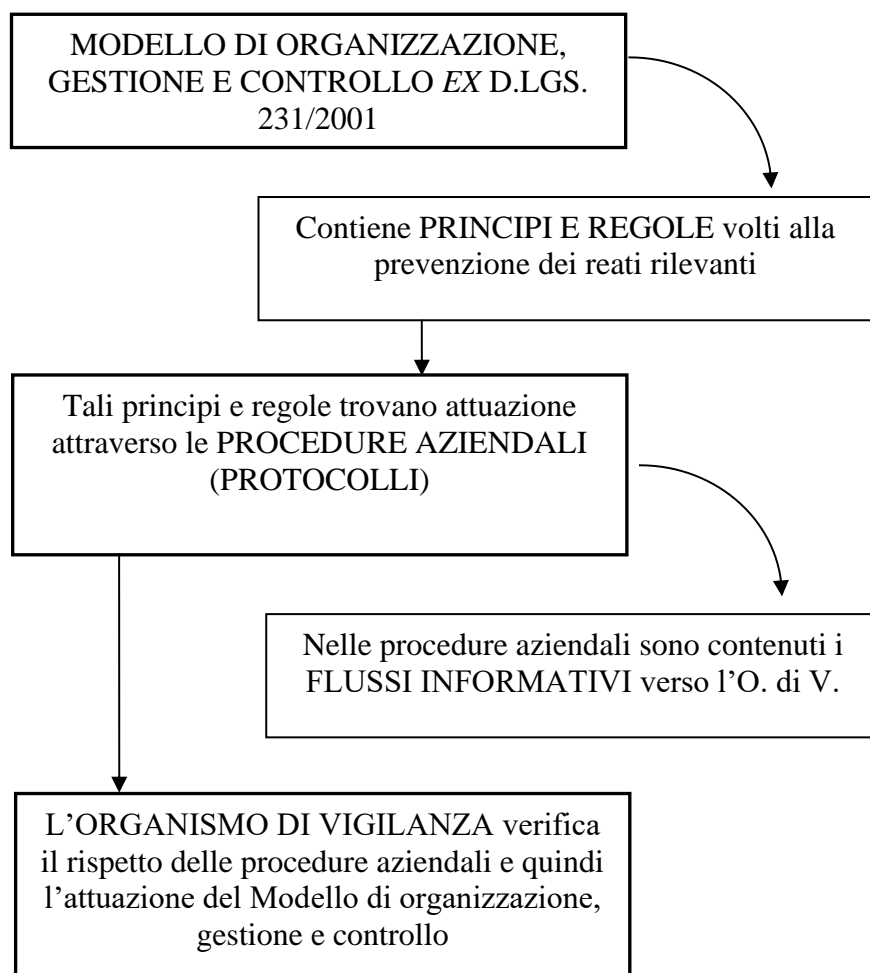 MODELLO DI ORGANIZZAZIONE,
GESTIONE E CONTROLLO EX D.LGS.
231/2001
Contiene PRINCIPI E REGOLE volti alla
prevenzione dei reati rilevanti
Tali principi e regole trovano attuazione
attraverso le PROCEDURE AZIENDALI
(PROTOCOLLI)
Nelle procedure aziendali sono contenuti i
FLUSSI INFORMATIVI verso l’O. di V.
L’ORGANISMO DI VIGILANZA verifica
il rispetto delle procedure aziendali e quindi
l’attuazione del Modello di organizzazione,
gestione e controllo